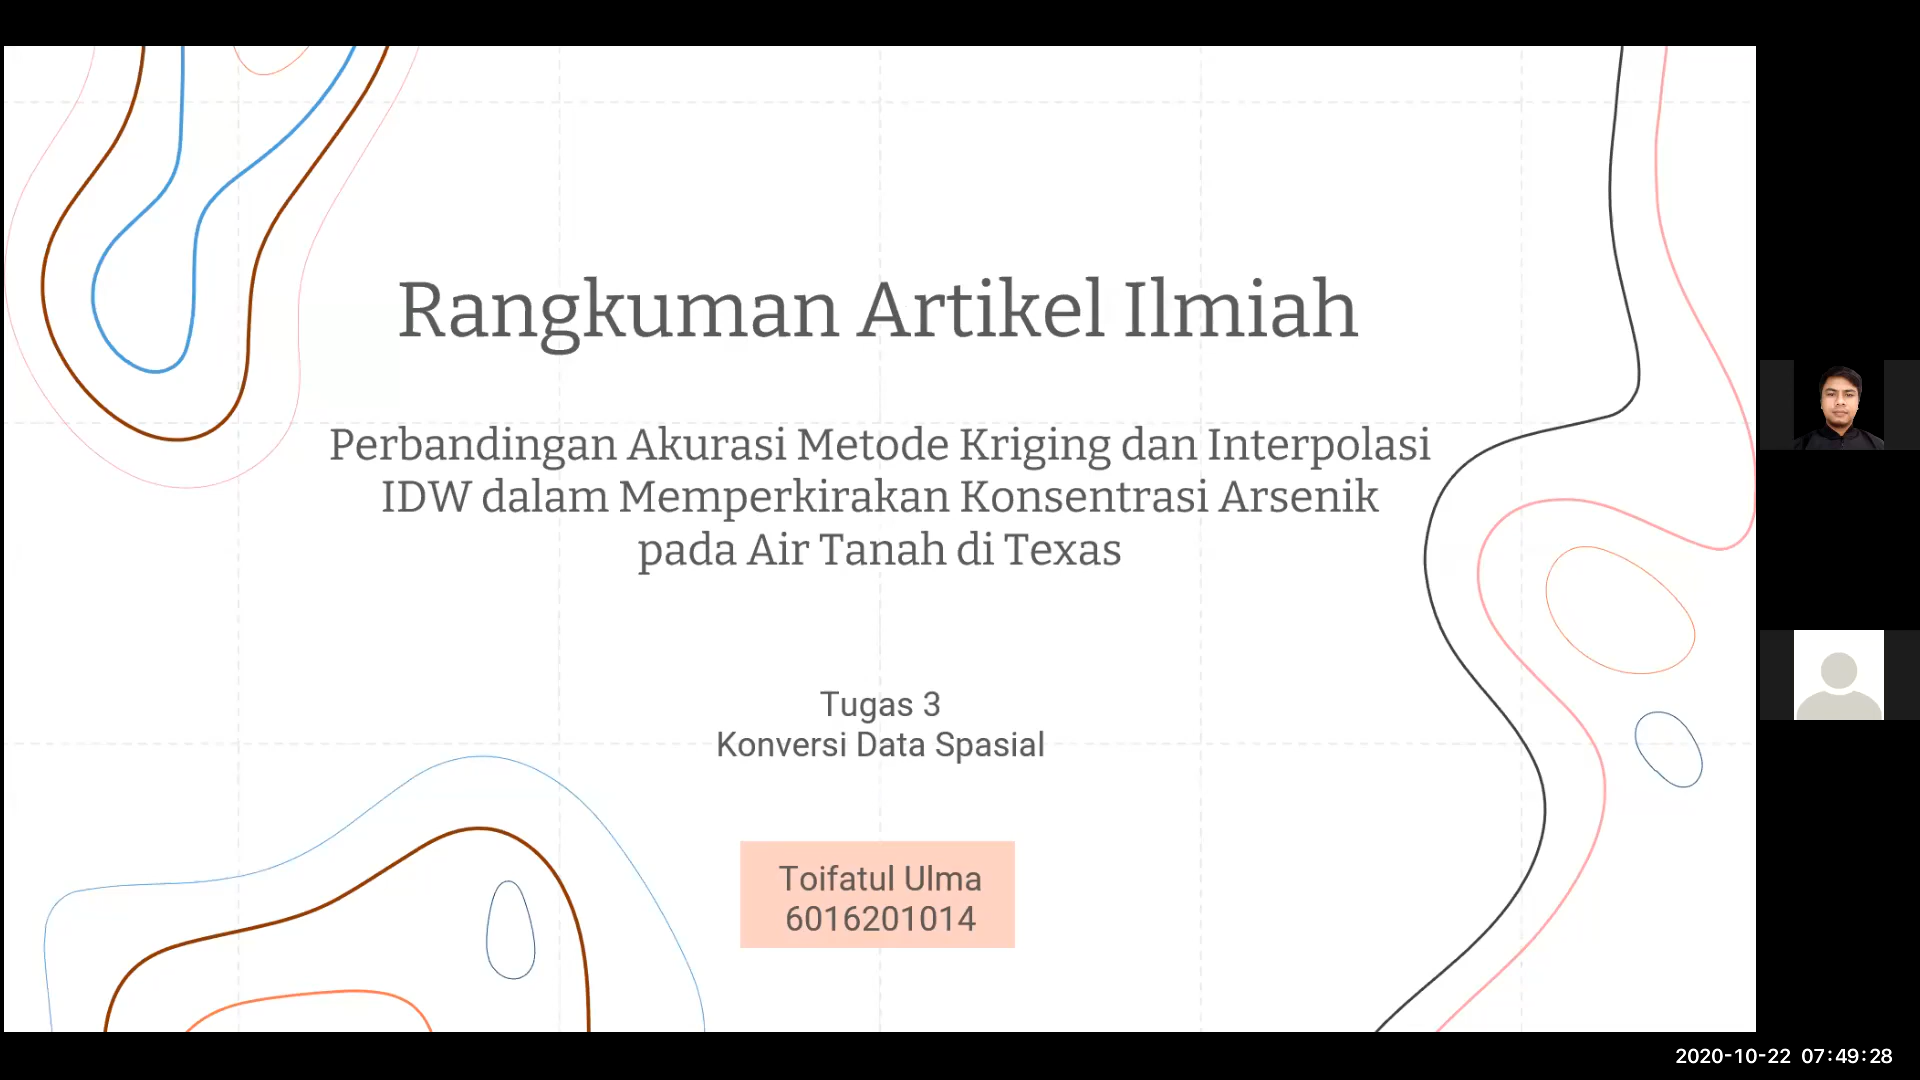 Rangkuman Artikel Ilmiah
Perbandingan Akurasi Metode Kriging dan Interpolasi
IDW dalam Memperkirakan Konsentrasi Arsenik
pada Air Tanah di Texas
Tugas 3
Konversi Data Spasial
Toifatul Ulma
6016201014
2020-10-22 07:49:28